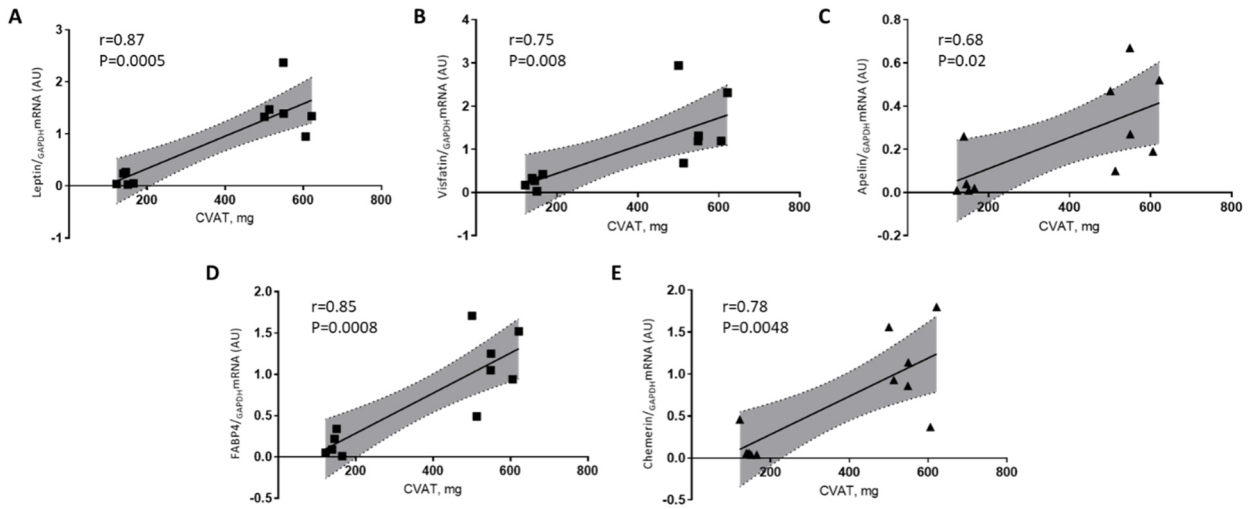 A
r=0.87
P=0.0005
Leptin/GAPDHmRNA (AU)
3
2
1
0
-1
200
400
600
800
CVAT, mg
B
r=0.75
P=0.008
Visfatin/GAPDHmRNA (AU)
4
3
2
1
0
-1
200
400
600
800
CVAT, mg
C
r=0.68
P=0.02
Apelin/GAPDHmRNA (AU)
0.8
0.6
0.4
0.2
0.0
-0.2
200
400
600
800
CVAT, mg
D
r=0.85
P=0.0008
FABP4/GAPDHmRNA (AU)
2.0
1.5
1.0
0.5
0.0
-0.5
200
400
600
800
CVAT, mg
E
r=0.78
P=0.0048
Chemerin/GAPDHmRNA (AU)
2.0
1.5
1.0
0.5
0.0
-0.5
200
400
600
800
CVAT, mg